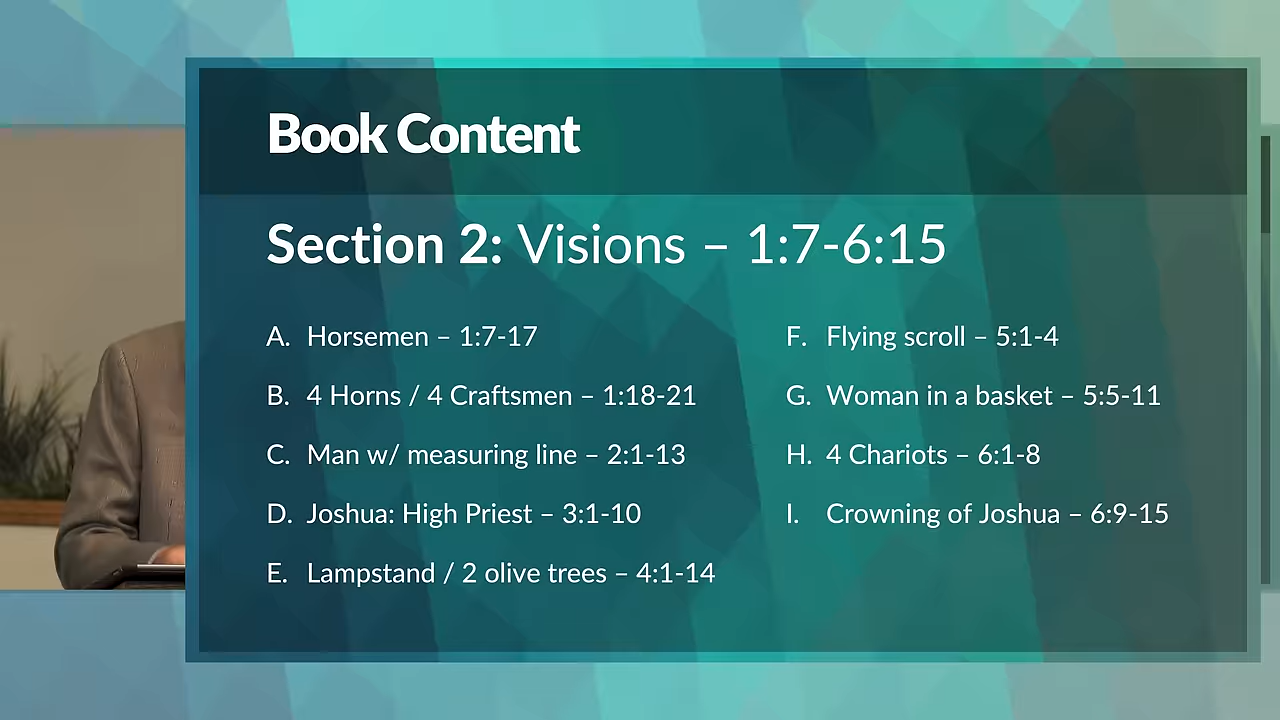 Book Content
Section 2: Visions – 1:7-6:15
A. Horsemen – 1:7-17
B. 4 Horns / 4 Craftsmen – 1:18-21
C. Man w/ measuring line – 2:1-13
D. Joshua: High Priest – 3:1-10
E. Lampstand / 2 olive trees – 4:1-14
F. Flying scroll – 5:1-4
G. Woman in a basket – 5:5-11
H. 4 Chariots – 6:1-8
I. Crowning of Joshua – 6:9-15